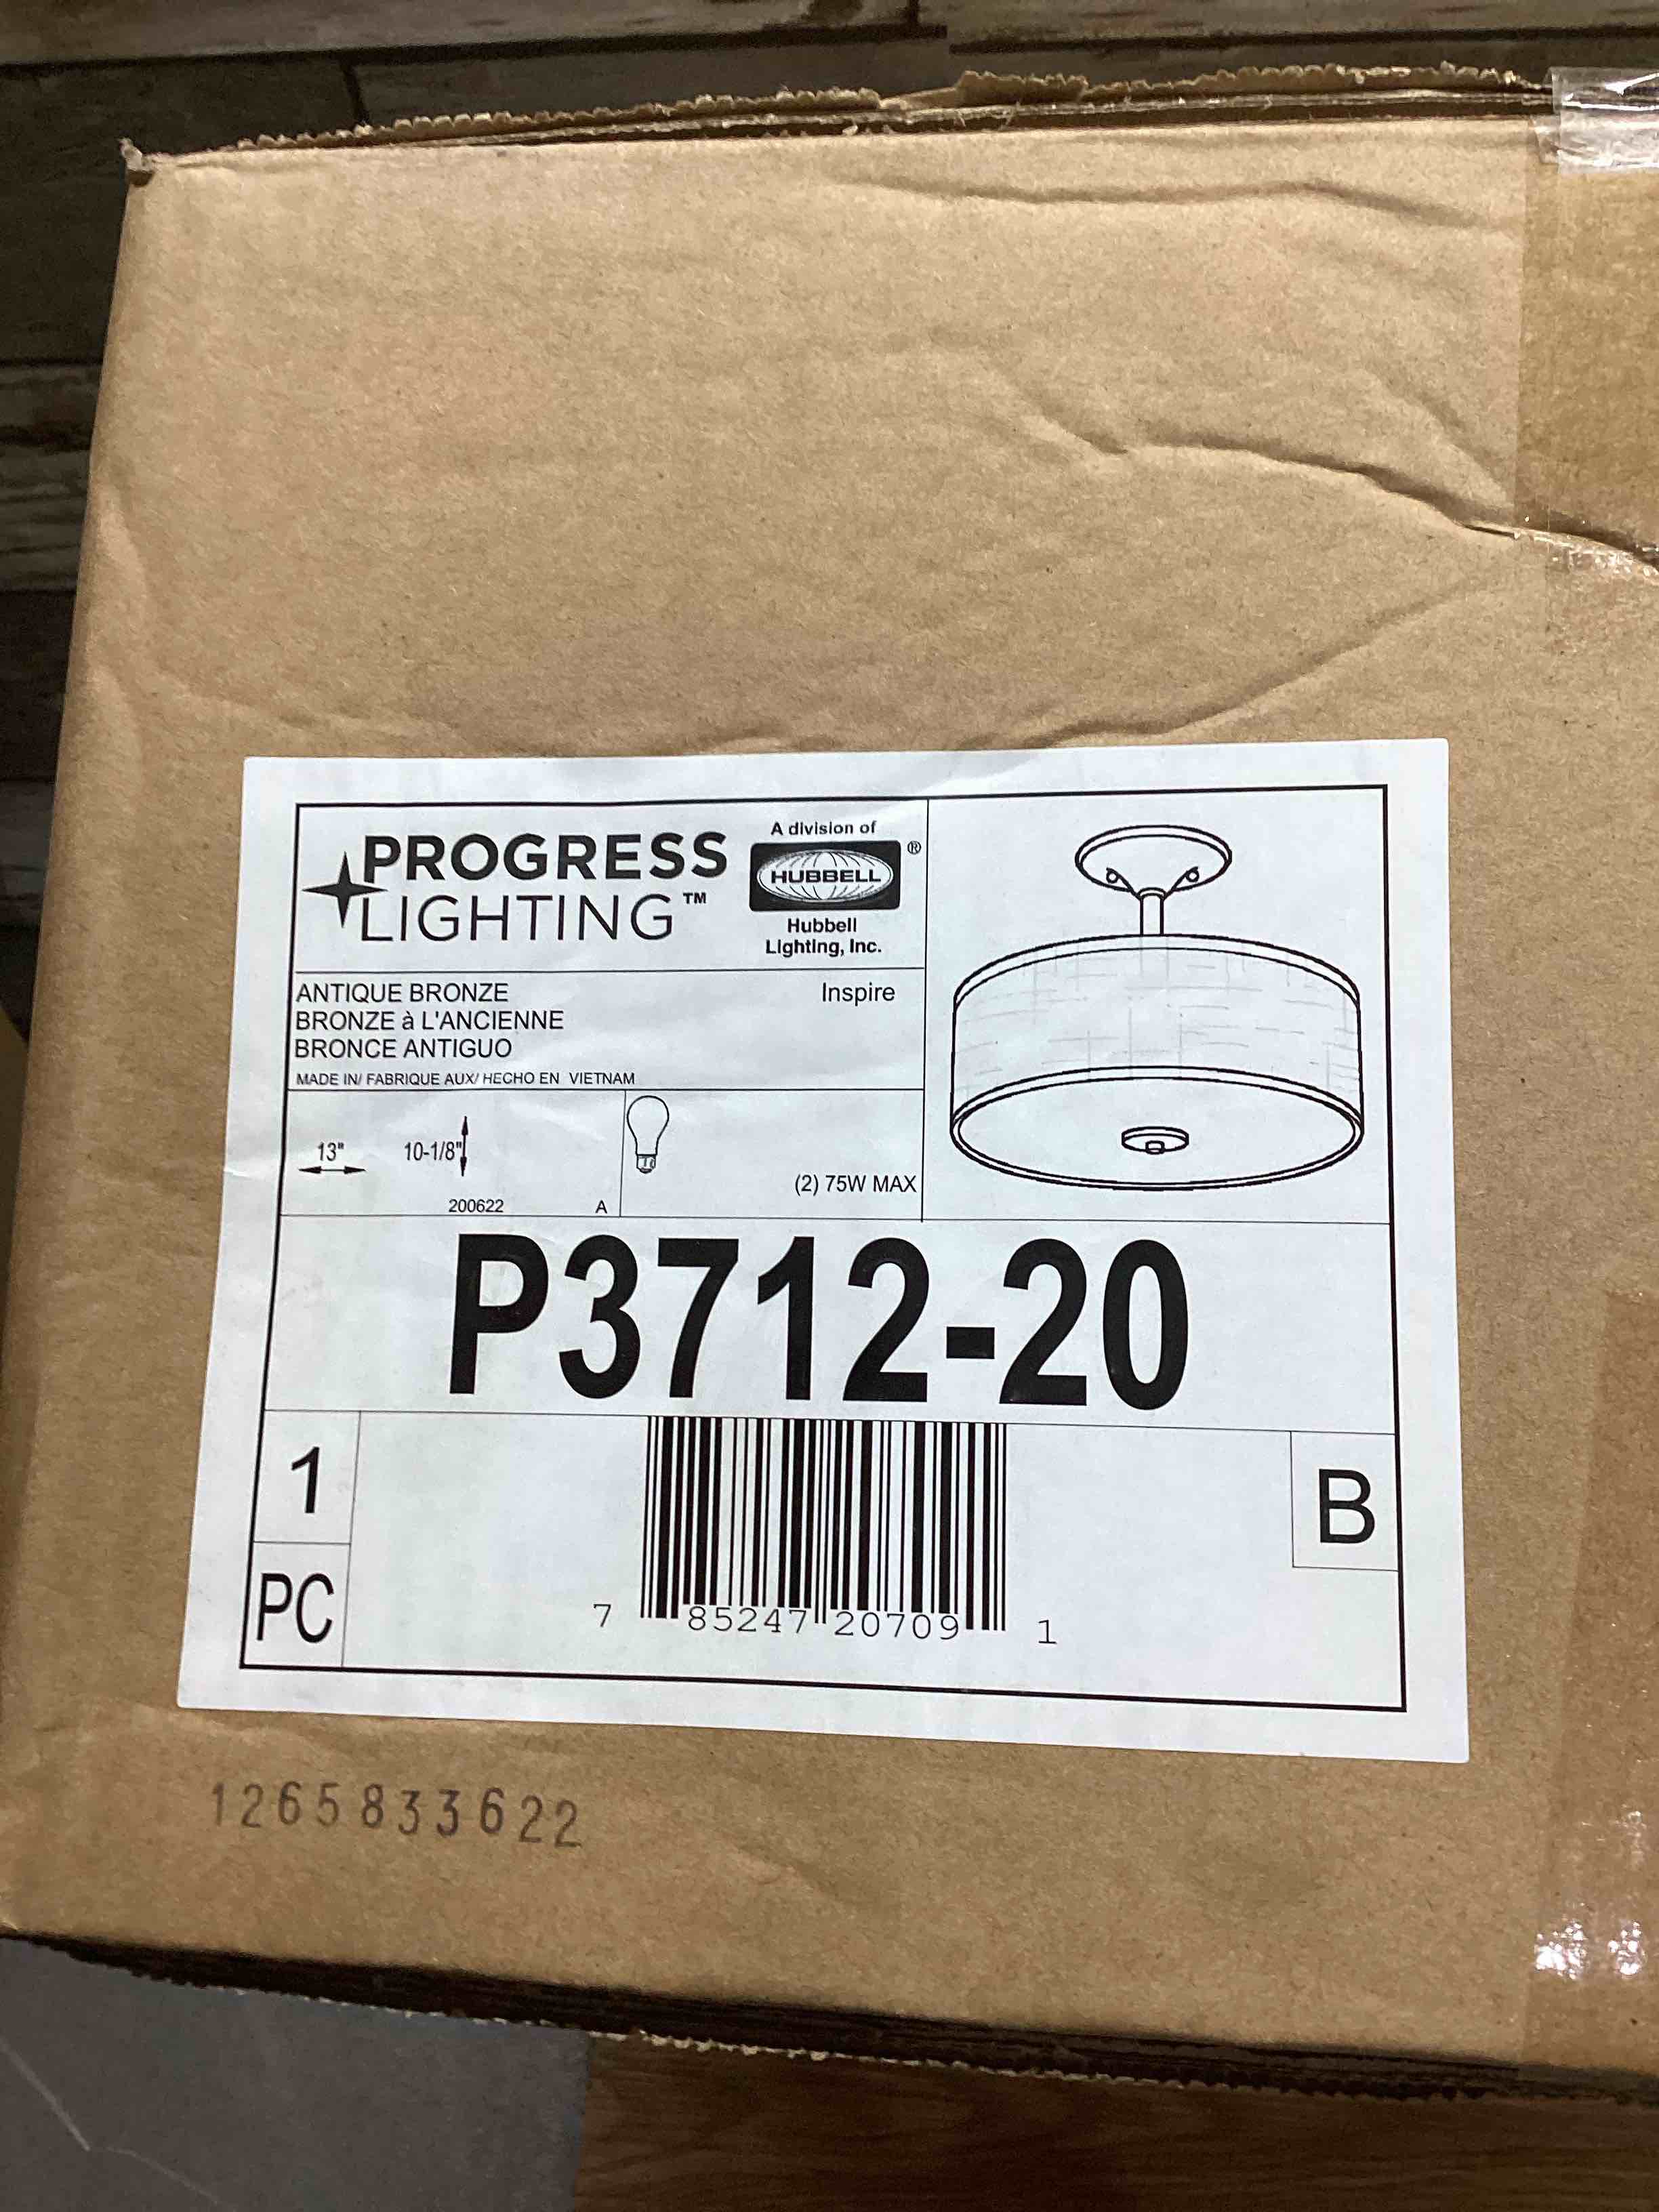 PROGRESS
LIGHTING™
A division of
HUBBELL ®
Hubbell
Lighting, Inc.
ANTIQUE BRONZE
Inspire
BRONZE à L'ANCIENNE
BRONCE ANTIGUO
MADE IN/ FABRIQUE AUX/ HECHO EN VIETNAM
13"
10-1/8"
200622
A
(2) 75W MAX
P3712-20
1
PC
B
7 85247 20709 1
1265833622